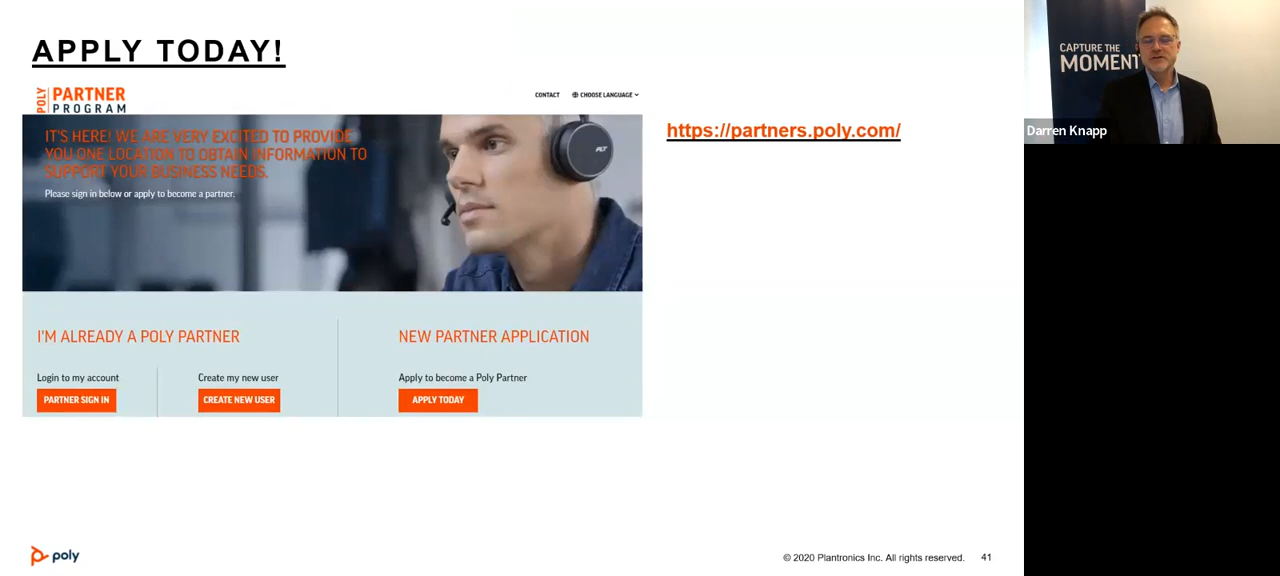 APPLY TODAY!
POLY
PARTNER
PROGRAM
CONTACT
CHOOSE LANGUAGE
IT'S HERE! WE ARE VERY EXCITED TO PROVIDE
YOU ONE LOCATION TO OBTAIN INFORMATION TO
SUPPORT YOUR BUSINESS NEEDS.
Please sign in below or apply to become a partner.
PLT
https://partners.poly.com/
I'M ALREADY A POLY PARTNER
NEW PARTNER APPLICATION
Login to my account
Create my new user
Apply to become a Poly Partner
PARTNER SIGN IN
CREATE NEW USER
APPLY TODAY
poly
© 2020 Plantronics Inc. All rights reserved.
41
CAPTURE THE
MOMENT
Darren Knapp